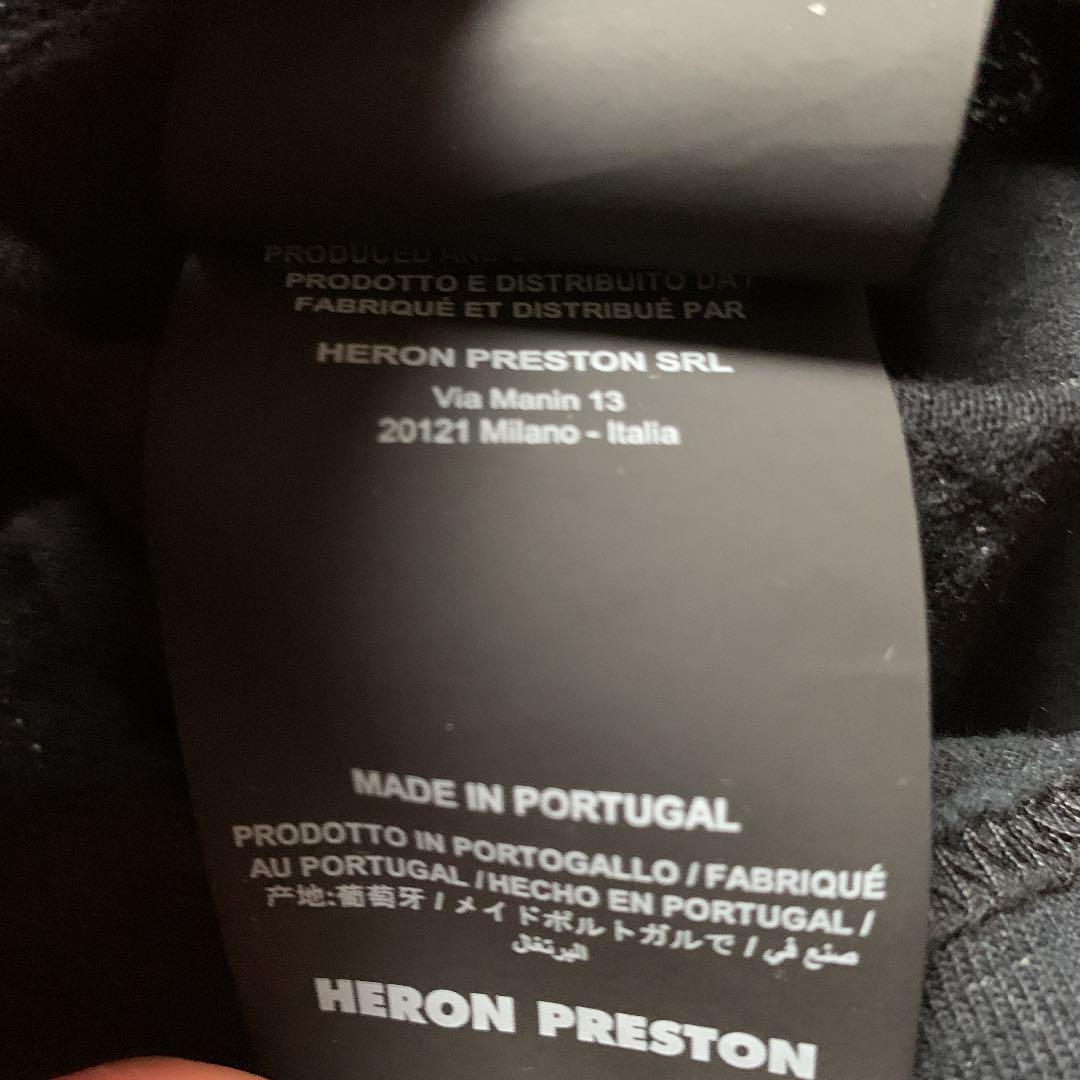 PRODUCED AND
PRODOTTO E DISTRIBUITO DA
FABRIQUÉ ET DISTRIBUÉ PAR
HERON PRESTON SRL
Via Manin 13
20121 Milano - Italia
MADE IN PORTUGAL
PRODOTTO IN PORTOGALLO / FABRIQUÉ
AU PORTUGAL / HECHO EN PORTUGAL /
产地:葡萄牙 / メイドポルトガルで / صنع في
البرتغال
HERON PRESTON